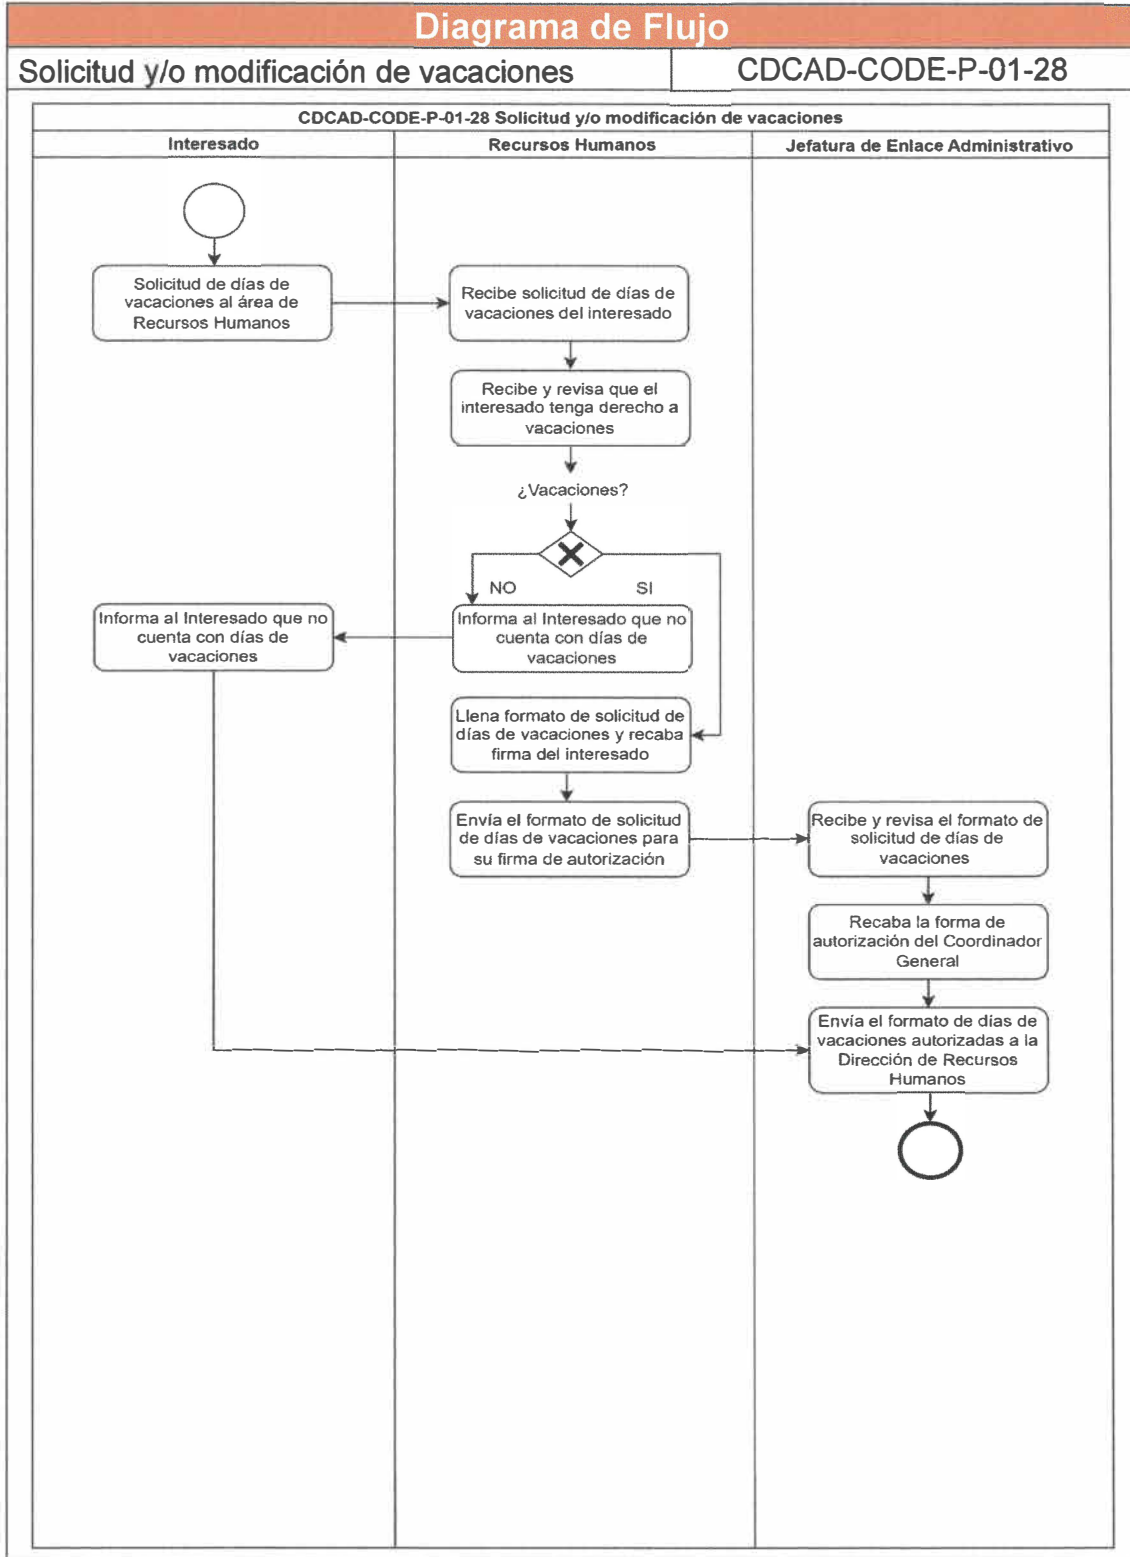 Diagrama de Flujo
Solicitud y/o modificación de vacaciones
CDCAD-CODE-P-01-28
CDCAD-CODE-P-01-28 Solicitud y/o modificación de vacaciones
Interesado
Recursos Humanos
Jefatura de Enlace Administrativo
Solicitud de días de
vacaciones al área de
Recursos Humanos
Recibe solicitud de días de
vacaciones del interesado
Recibe y revisa que el
interesado tenga derecho a
vacaciones
¿Vacaciones?
NO
SI
Informa al Interesado que no
cuenta con días de
vacaciones
Informa al Interesado que no
cuenta con días de
vacaciones
Llena formato de solicitud de
días de vacaciones y recaba
firma del interesado
Envía el formato de solicitud
de días de vacaciones para
su firma de autorización
Recibe y revisa el formato de
solicitud de días de
vacaciones
Recaba la forma de
autorización del Coordinador
General
Envía el formato de días de
vacaciones autorizadas a la
Dirección de Recursos
Humanos